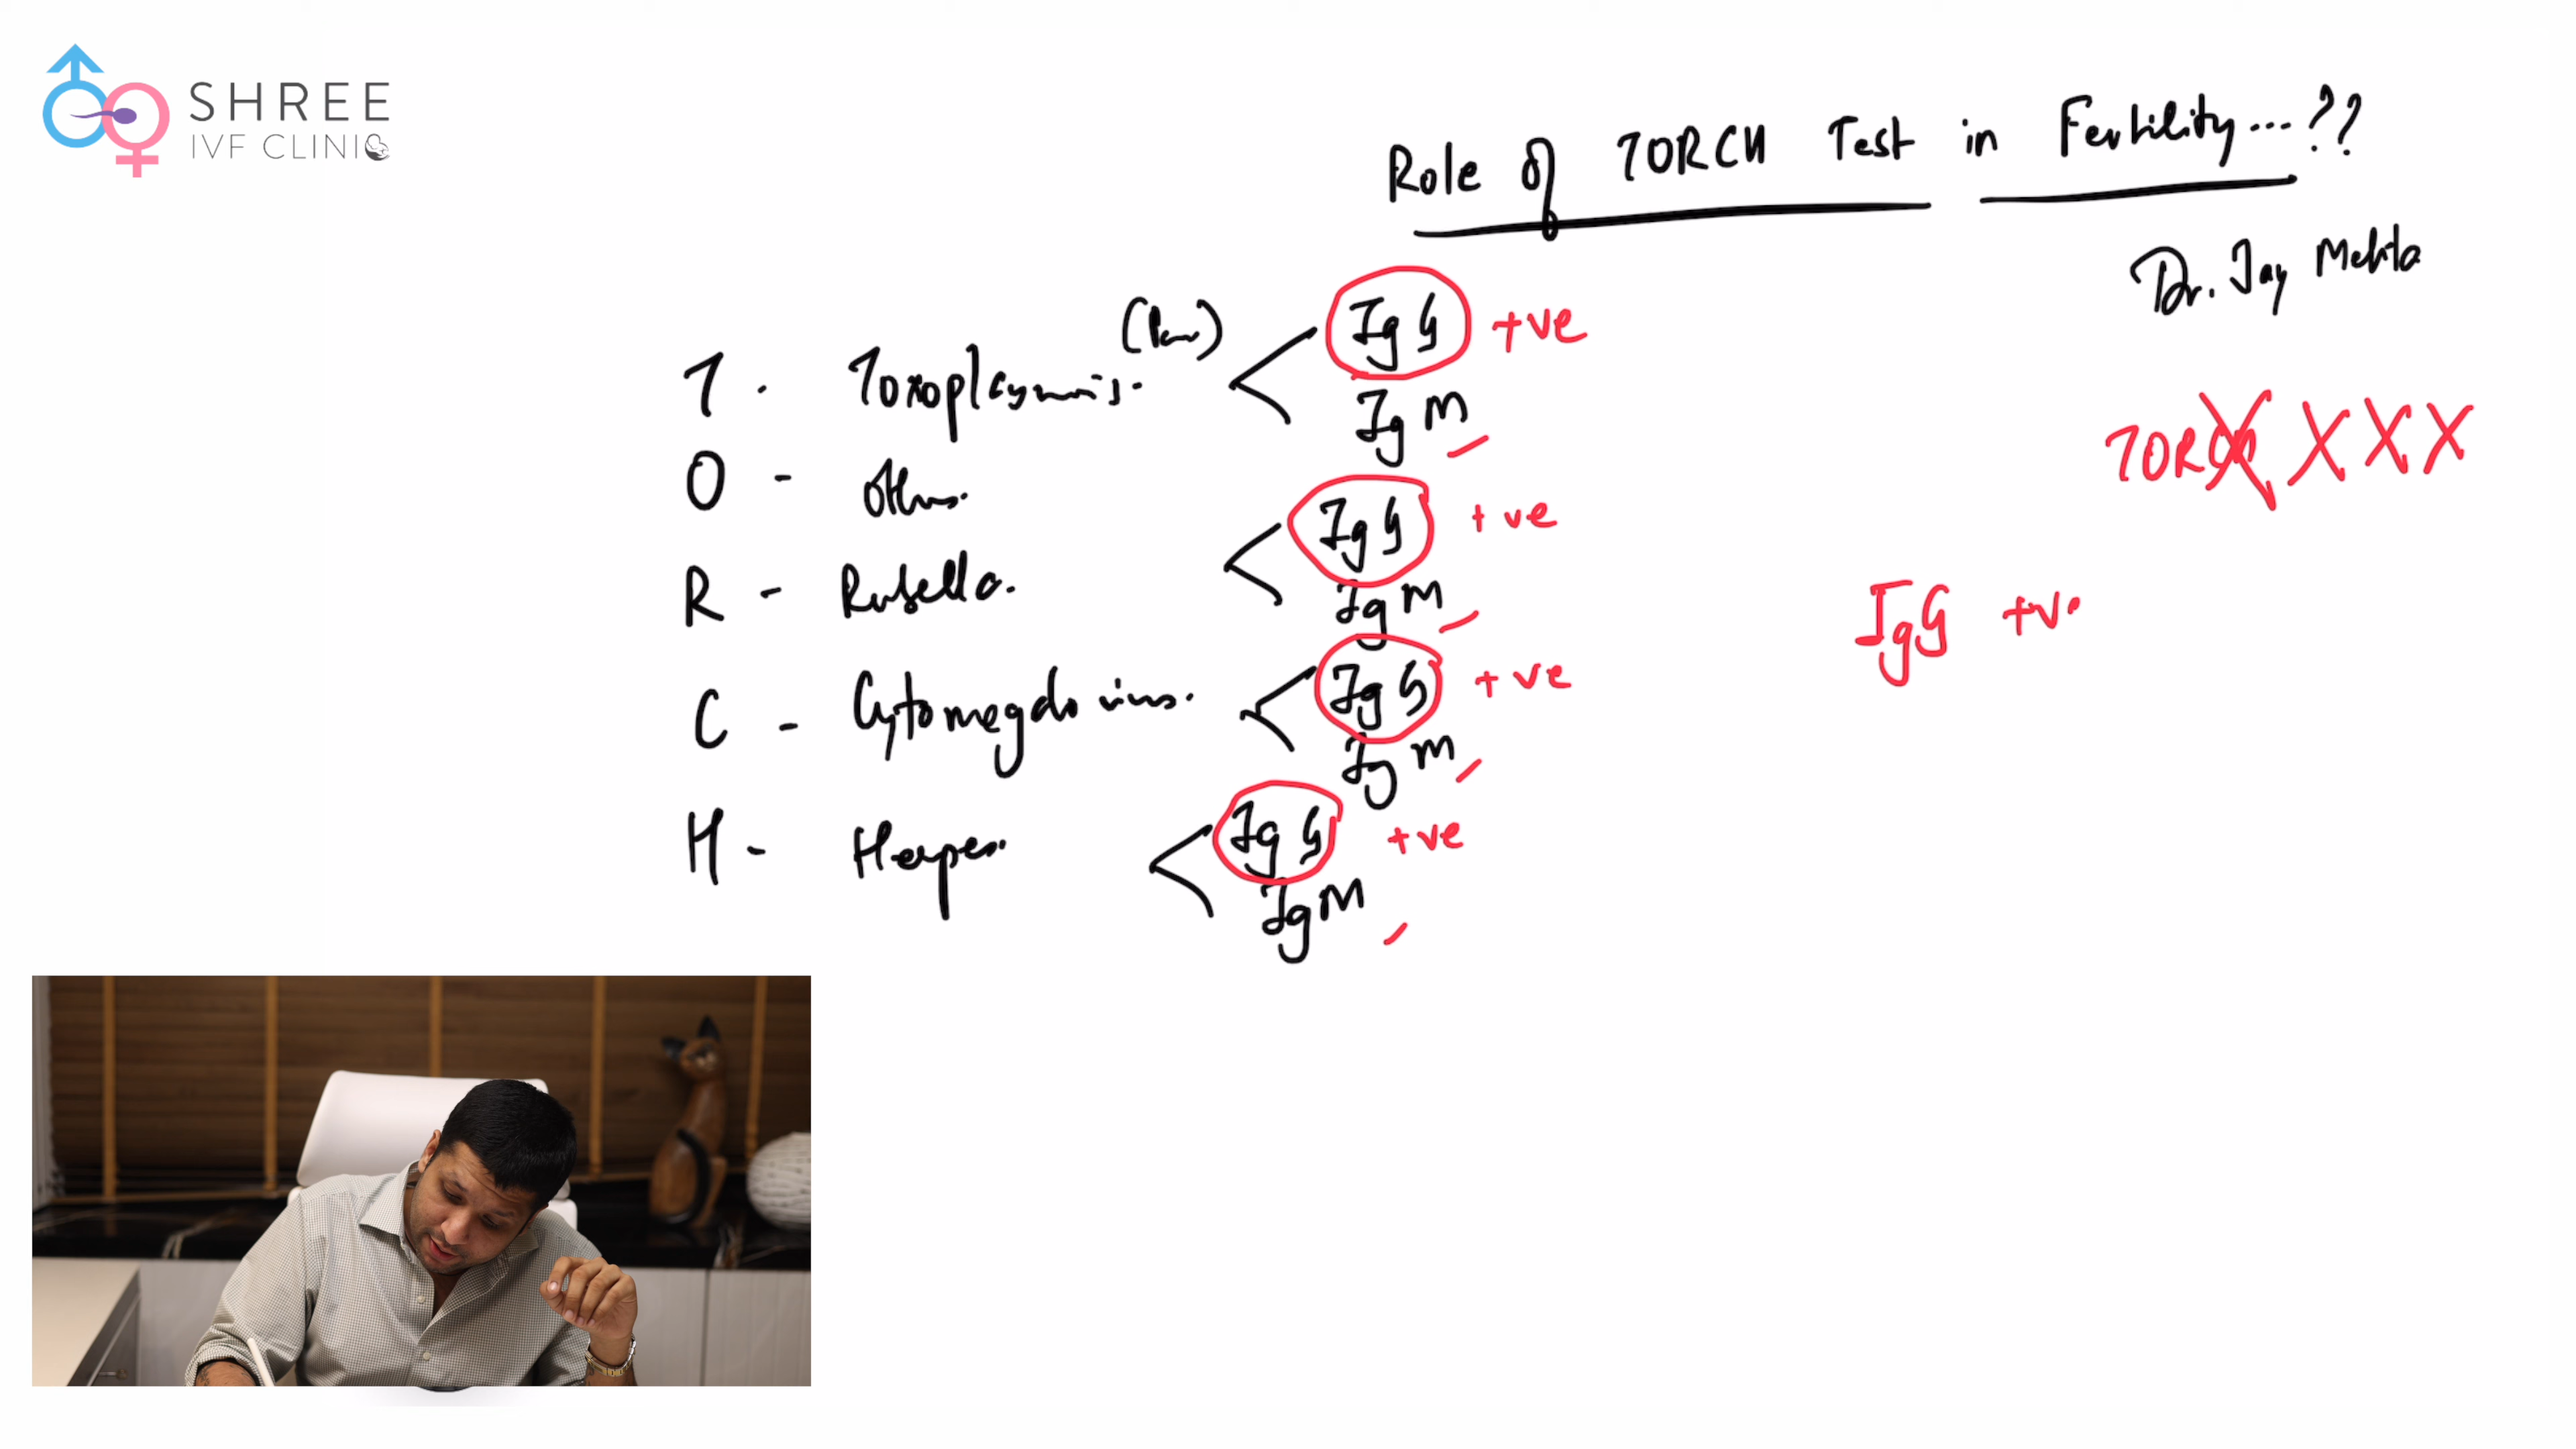 SHREE
IVF CLINIC
Role of TORCH Test in Fertility...??
Dr. Jay Mehta
T. Toxoplasmosis. IgG +ve
IgM -
O - Others.
R - Rubella. IgG +ve
IgM -
C - Cytomegalo virus. IgG +ve
IgM -
H - Herpes. IgG +ve
IgM -
TORCH X X X
IgG +ve